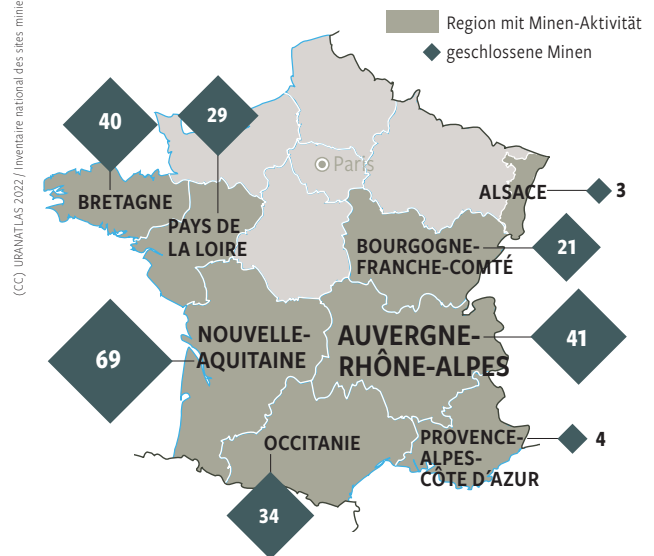 Region mit Minen-Aktivität
geschlossene Minen
(CC) URANATLAS 2022 / Inventaire national des sites minie
40
29
Paris
BRETAGNE
ALSACE
3
PAYS DE
LA LOIRE
BOURGOGNE-
FRANCHE-COMTÉ
21
69
NOUVELLE-
AQUITAINE
AUVERGNE-
RHÔNE-ALPES
41
OCCITANIE
PROVENCE-
ALPES-
CÔTE D´AZUR
4
34